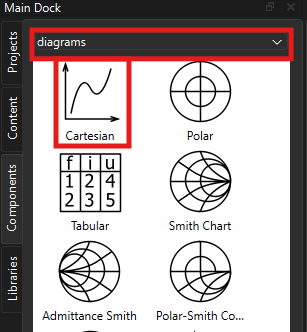 Main Dock
Projects
Content
Components
Libraries
diagrams
Cartesian
Polar
f i u
1 2 4
2 3 5
Tabular
Smith Chart
Admittance Smith
Polar-Smith Co...